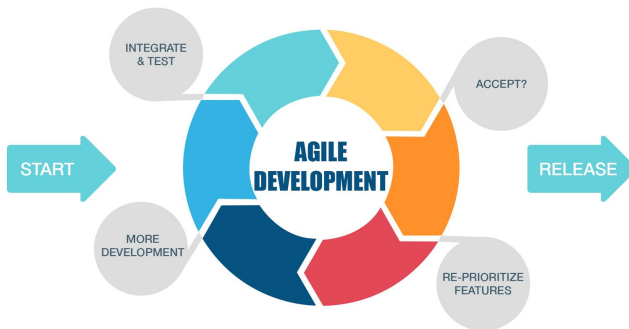 INTEGRATE
& TEST
ACCEPT?
START
AGILE
DEVELOPMENT
RELEASE
MORE
DEVELOPMENT
RE-PRIORITIZE
FEATURES